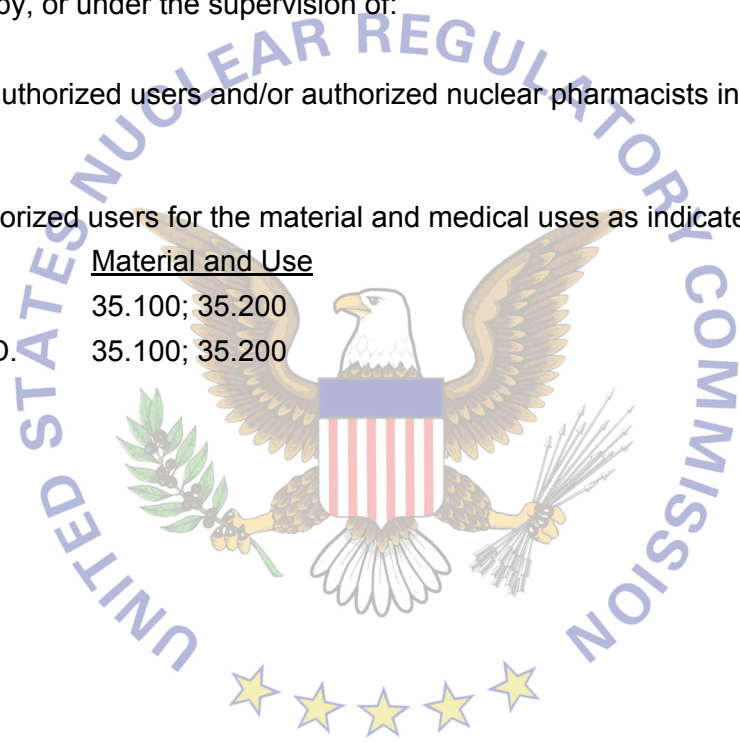 by, or under the supervision of:
uthorized users and/or authorized nuclear pharmacists in
orized users for the material and medical uses as indicate
Material and Use
35.100; 35.200
D. 35.100; 35.200
UNITED STATES NUCLEAR REGULATORY COMMISSION